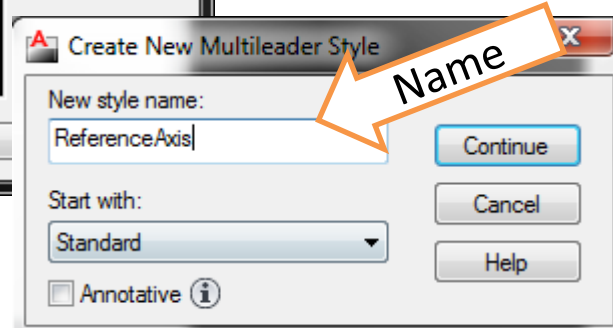 Create New Multileader Style
Name
New style name:
ReferenceAxis
Continue
Start with:
Cancel
Standard
Help
Annotative